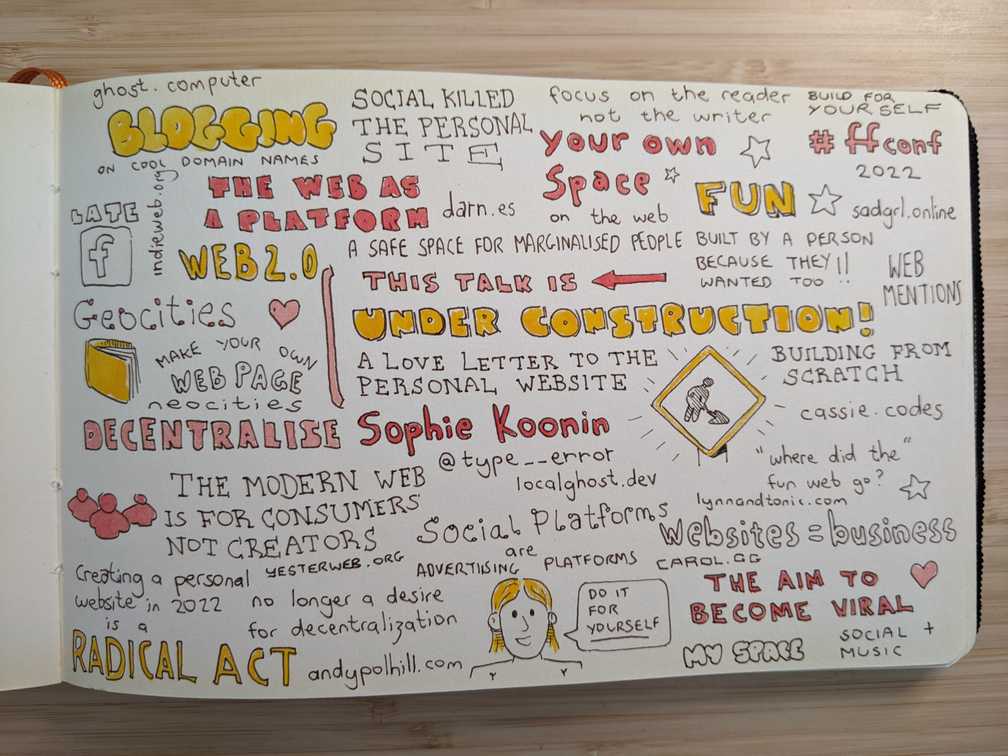 ghost.computer
BLOGGING
ON COOL DOMAIN NAMES
SOCIAL KILLED
THE PERSONAL
SITE
focus on the reader
not the writer
BUILD FOR
YOURSELF
#ffconf
2022
YOUR OWN
Space
on the web
THE WEB AS
A PLATFORM
darn.es
FUN
sadgrl.online
LATE
f
indieweb.org
WEB2.0
A SAFE SPACE FOR MARGINALISED PEOPLE
BUILT BY A PERSON
BECAUSE THEY!!
WANTED TOO !!
WEB
MENTIONS
THIS TALK IS
UNDER CONSTRUCTION!
A LOVE LETTER TO THE
PERSONAL WEBSITE
Sophie Koonin
@type__error
localghost.dev
Geocities
MAKE YOUR OWN
WEB PAGE
neocities
DECENTRALISE
BUILDING FROM
SCRATCH
cassie.codes
"where did the"
fun web go?
lynnandtonic.com
THE MODERN WEB
IS FOR CONSUMERS
NOT CREATORS
Social Platforms
are
ADVERTISING PLATFORMS
Websites = business
CAROL.GG
YESTERWEB.ORG
Creating a personal
website in 2022
is a
RADICAL ACT
no longer a desire
for decentralization
andypolhill.com
DO IT
FOR
YOURSELF
THE AIM TO
BECOME VIRAL
MY SPACE
SOCIAL +
MUSIC